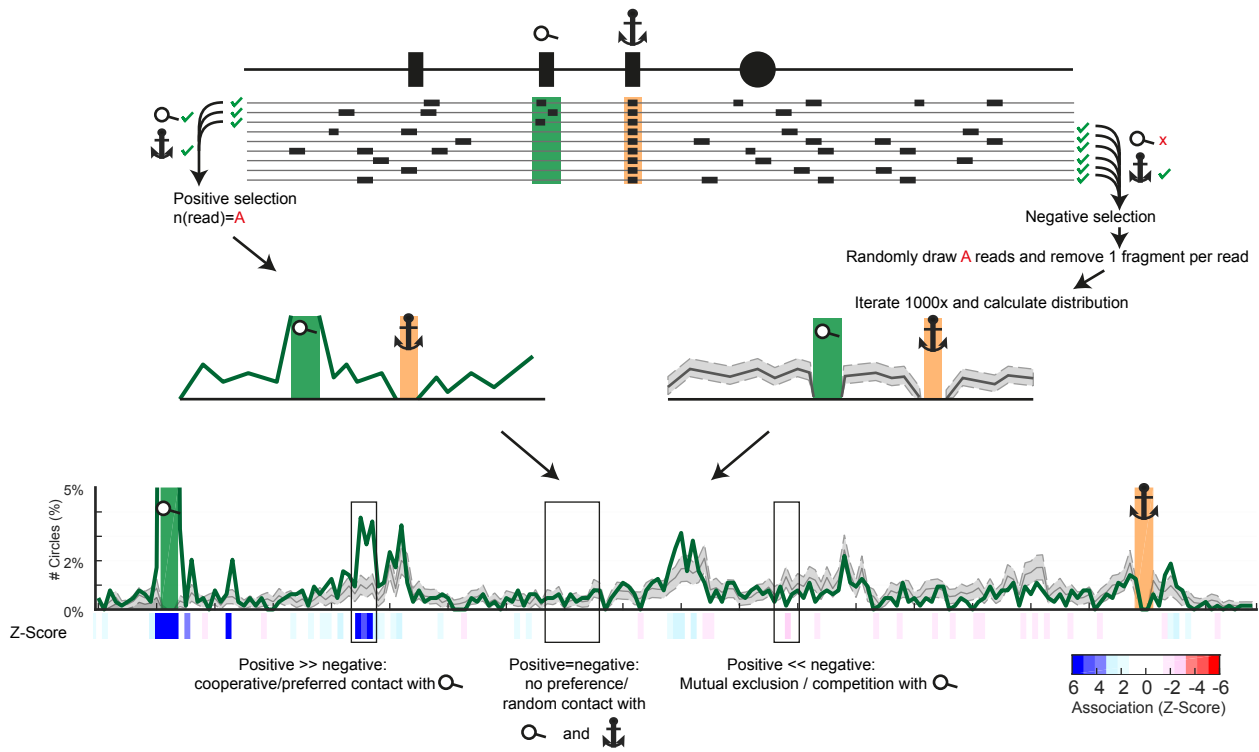 x
Positive selection
n(read)=A
Negative selection
Randomly draw A reads and remove 1 fragment per read
Iterate 1000x and calculate distribution
# Circles (%)
5%
2%
0%
Z-Score
Positive >> negative:
cooperative/preferred contact with
Positive=negative:
no preference/
random contact with
and
Positive << negative:
Mutual exclusion / competition with
6 4 2 0 -2 -4 -6
Association (Z-Score)